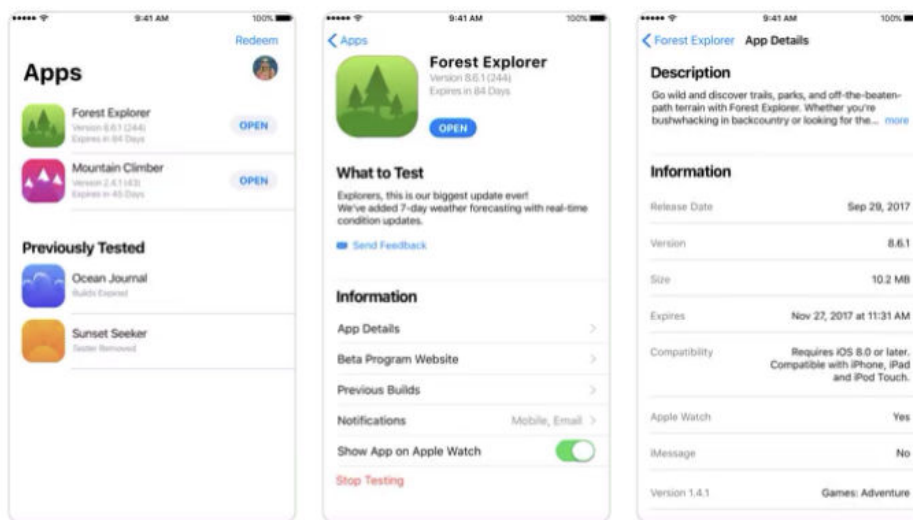 9:41 AM
100%
Redeem
Apps
Forest Explorer
Version 8.6.1 (244)
Expires in 84 Days
OPEN
Mountain Climber
Version 2.4.1 (43)
Expires in 45 Days
OPEN
Previously Tested
Ocean Journal
Builds Expired
Sunset Seeker
Tester Removed
9:41 AM
100%
Apps
Forest Explorer
Version 8.6.1 (244)
Expires in 84 Days
OPEN
What to Test
Explorers, this is our biggest update ever!
We've added 7-day weather forecasting with real-time
condition updates.
Send Feedback
Information
App Details
Beta Program Website
Previous Builds
Notifications Mobile, Email
Show App on Apple Watch
Stop Testing
9:41 AM
100%
Forest Explorer App Details
Description
Go wild and discover trails, parks, and off-the-beaten-
path terrain with Forest Explorer. Whether you're
bushwhacking in backcountry or looking for the... more
Information
Release Date Sep 29, 2017
Version 8.6.1
Size 10.2 MB
Expires Nov 27, 2017 at 11:31 AM
Compatibility Requires iOS 8.0 or later.
Compatible with iPhone, iPad
and iPod Touch.
Apple Watch Yes
iMessage No
Version 1.4.1 Games: Adventure